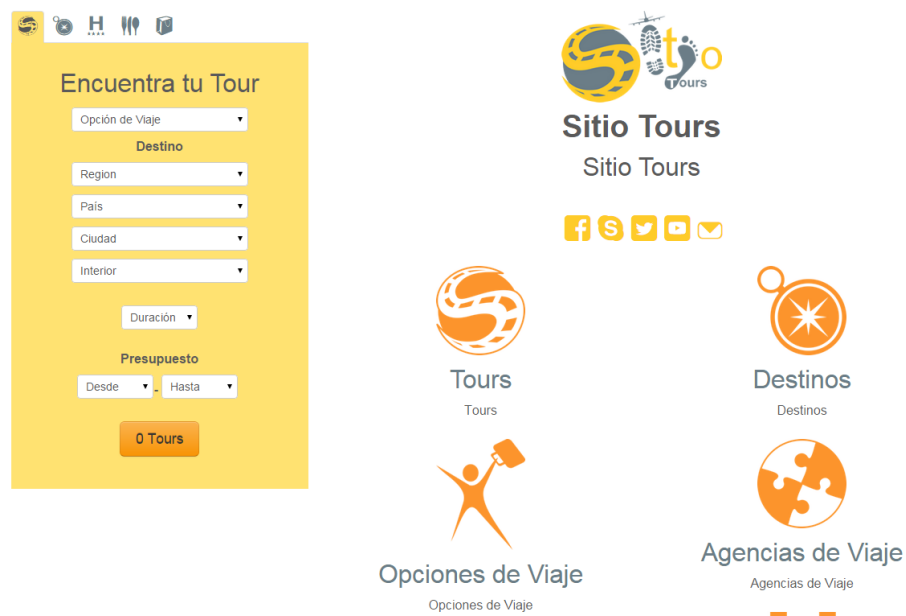 H
Encuentra tu Tour
Opción de Viaje
Destino
Region
País
Ciudad
Interior
Duración
Presupuesto
Desde - Hasta
0 Tours
Sitio
Tours
Sitio Tours
Sitio Tours
Tours
Tours
Destinos
Destinos
Opciones de Viaje
Opciones de Viaje
Agencias de Viaje
Agencias de Viaje